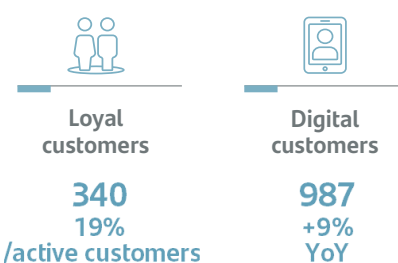 Loyal
customers
340
19%
/active customers
Digital
customers
987
+9%
YoY